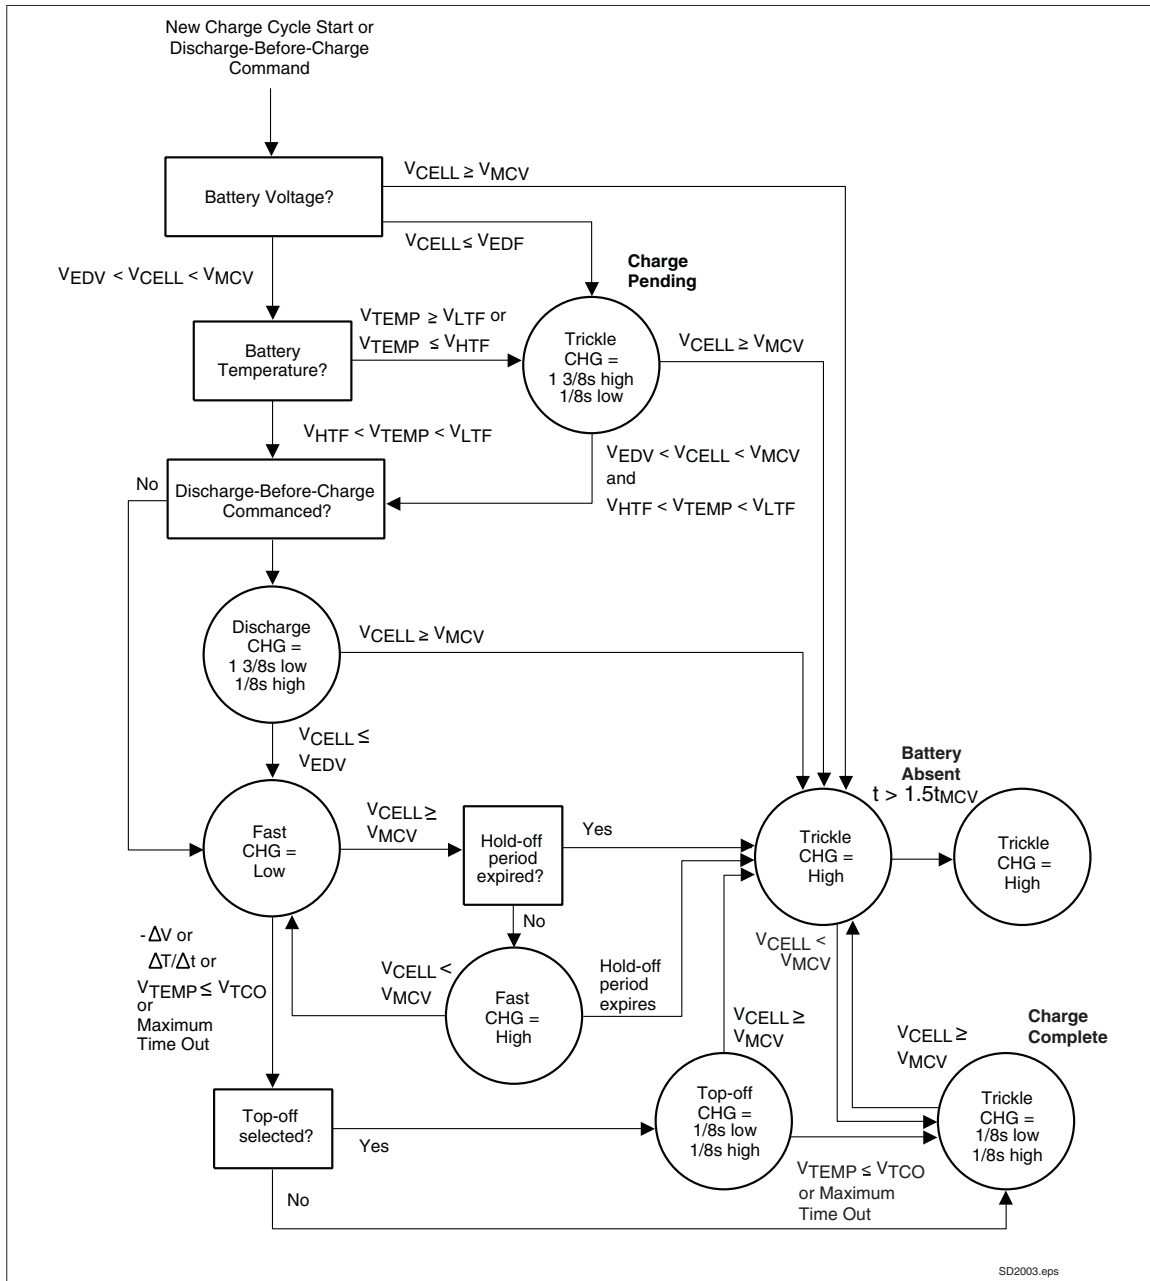 New Charge Cycle Start or
Discharge-Before-Charge
Command
Battery Voltage?
VCELL ≥ VMCV
VCELL ≤ VEDF
VEDV < VCELL < VMCV
Charge
Pending
Battery
Temperature?
VTEMP ≥ VLTF or
VTEMP ≤ VHTF
Trickle
CHG =
1 3/8s high
1/8s low
VCELL ≥ VMCV
VHTF < VTEMP < VLTF
VEDV < VCELL < VMCV
and
VHTF < VTEMP < VLTF
No
Discharge-Before-Charge
Commanced?
Discharge
CHG =
1 3/8s low
1/8s high
VCELL ≥ VMCV
VCELL ≤
VEDV
Battery
Absent
t > 1.5tMCV
Fast
CHG =
Low
VCELL ≥
VMCV
Hold-off
period
expired?
Yes
No
Trickle
CHG =
High
Trickle
CHG =
High
-ΔV or
ΔT/Δt or
VTEMP ≤ VTCO
or
Maximum
Time Out
VCELL <
VMCV
Fast
CHG =
High
Hold-off
period
expires
VCELL <
VMCV
VCELL ≥
VMCV
VCELL ≥
VMCV
Charge
Complete
Top-off
selected?
Yes
No
Top-off
CHG =
1/8s low
1/8s high
Trickle
CHG =
1/8s low
1/8s high
VTEMP ≤ VTCO
or Maximum
Time Out
SD2003.eps